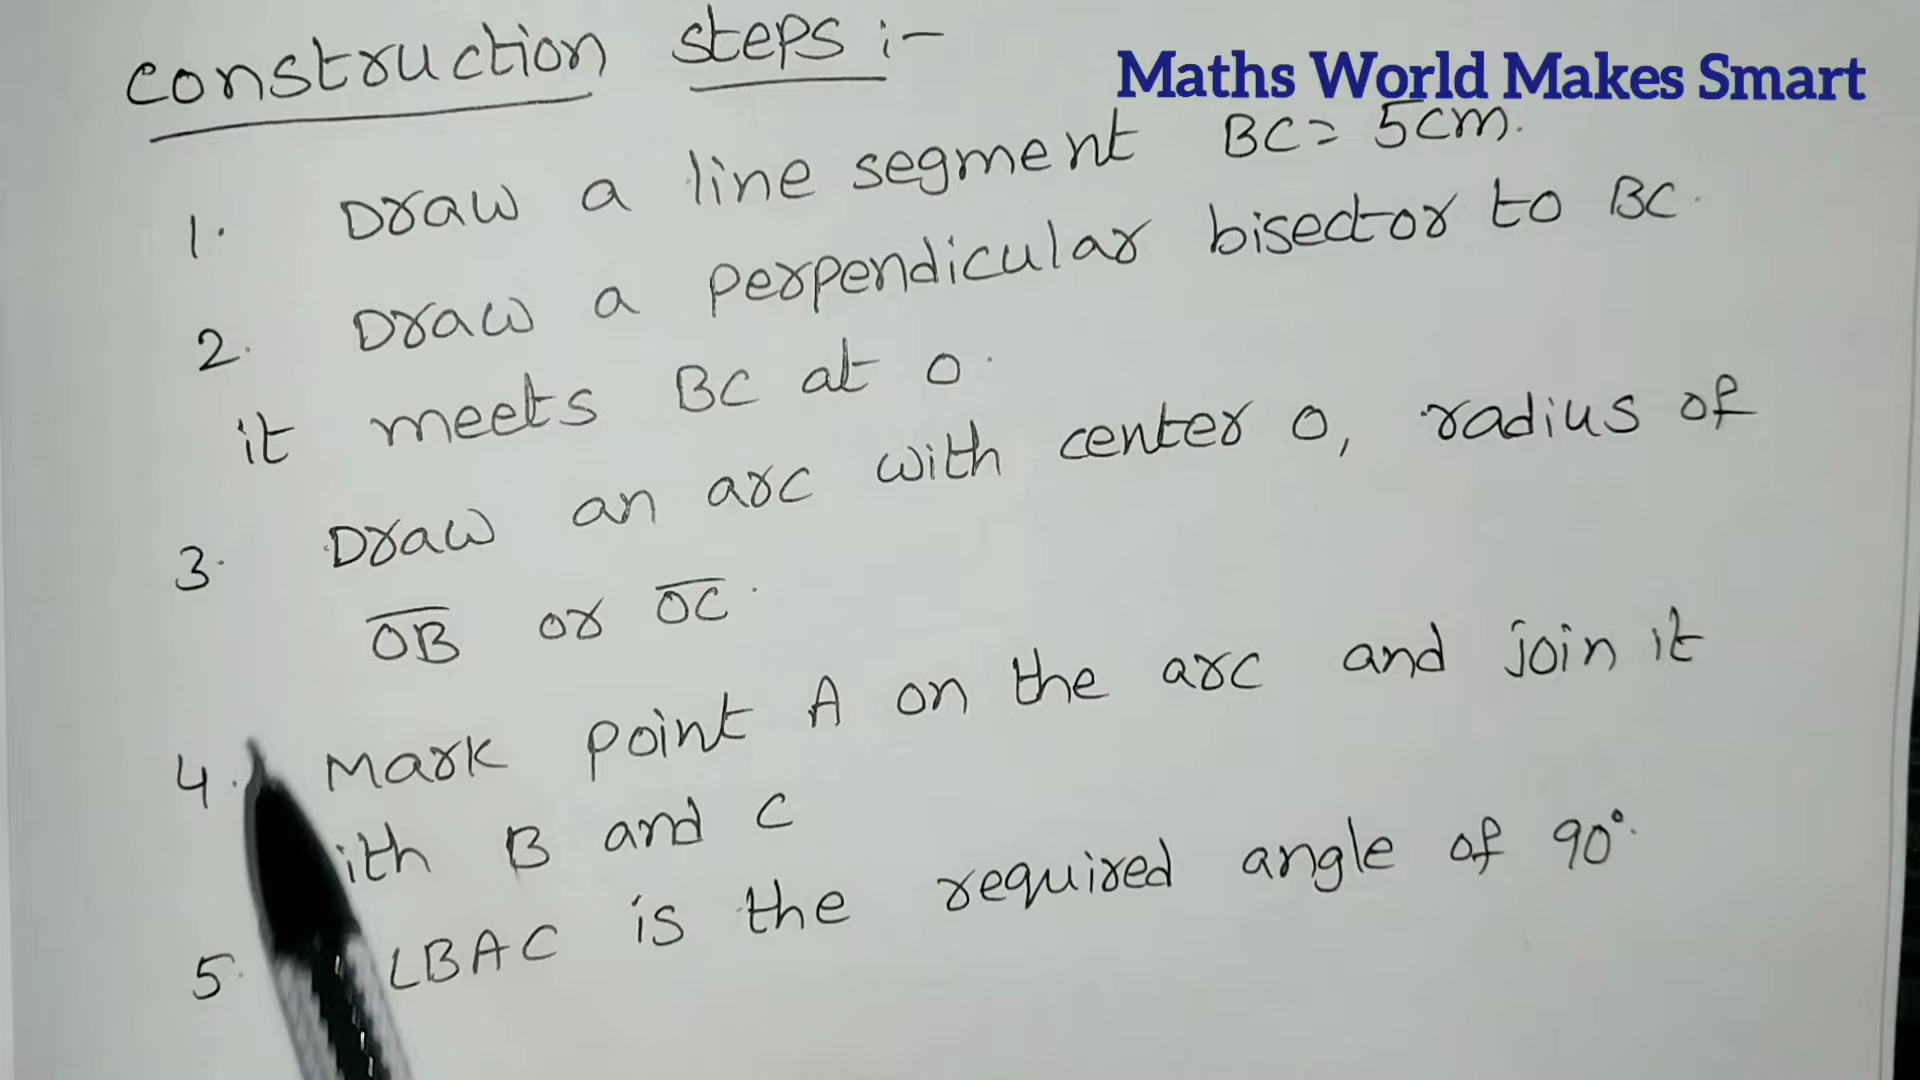 construction steps :-
Maths World Makes Smart
1. Draw a line segment BC = 5cm.
2. Draw a perpendicular bisector to BC.
it meets BC at O.
3. Draw an arc with center O, radius of
OB or OC.
4. Mark point A on the arc and join it
ith B and C
5. ∠BAC is the required angle of 90°.